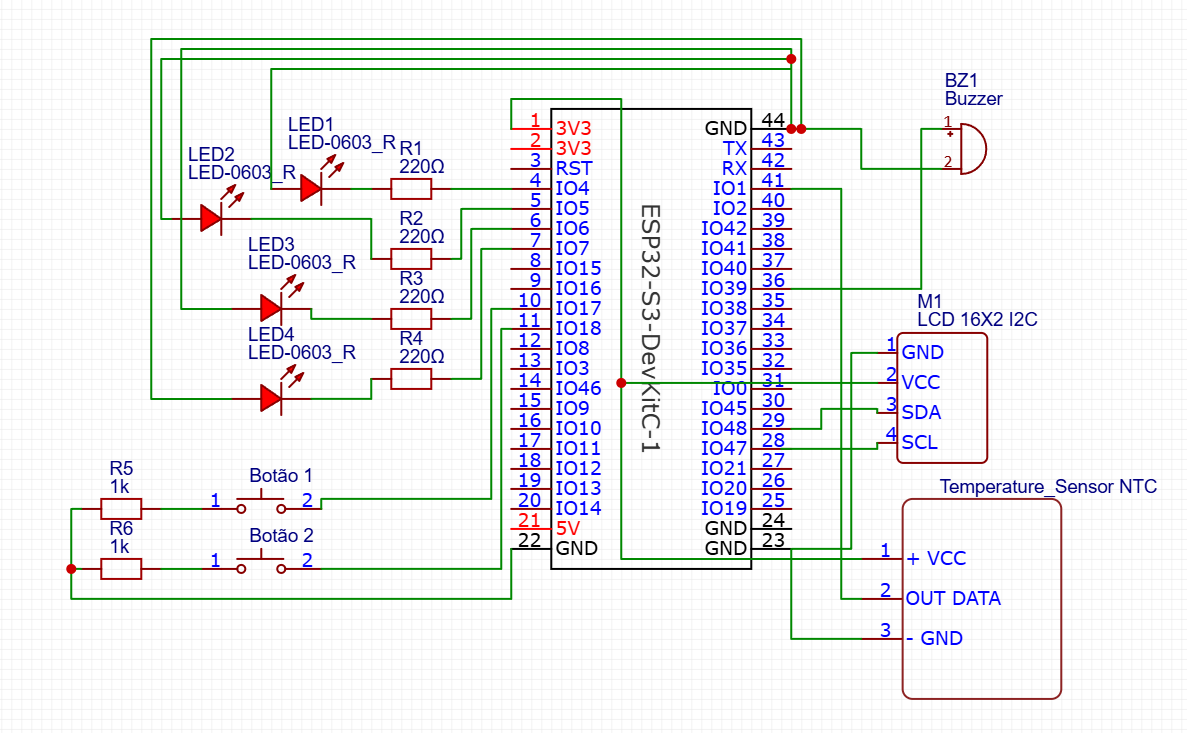 LED1
LED-0603_R
LED2
LED-0603_R
LED3
LED-0603_R
LED4
LED-0603_R
R1
220Ω
R2
220Ω
R3
220Ω
R4
220Ω
R5
1k
R6
1k
Botão 1
1 2
Botão 2
1 2
ESP32-S3-DevKitC-1
1 3V3
2 3V3
3 RST
4 IO4
5 IO5
6 IO6
7 IO7
8 IO15
9 IO16
10 IO17
11 IO18
12 IO8
13 IO3
14 IO46
15 IO9
16 IO10
17 IO11
18 IO12
19 IO13
20 IO14
21 5V
22 GND
GND 44
TX 43
RX 42
IO1 41
IO2 40
IO42 39
IO41 38
IO40 37
IO39 36
IO38 35
IO37 34
IO36 33
IO35 32
IO0 31
IO45 30
IO48 29
IO47 28
IO21 27
IO20 26
IO19 25
GND 24
GND 23
BZ1
Buzzer
1
+
2
M1
LCD 16X2 I2C
1 GND
2 VCC
3 SDA
4 SCL
Temperature_Sensor NTC
1 + VCC
2 OUT DATA
3 - GND